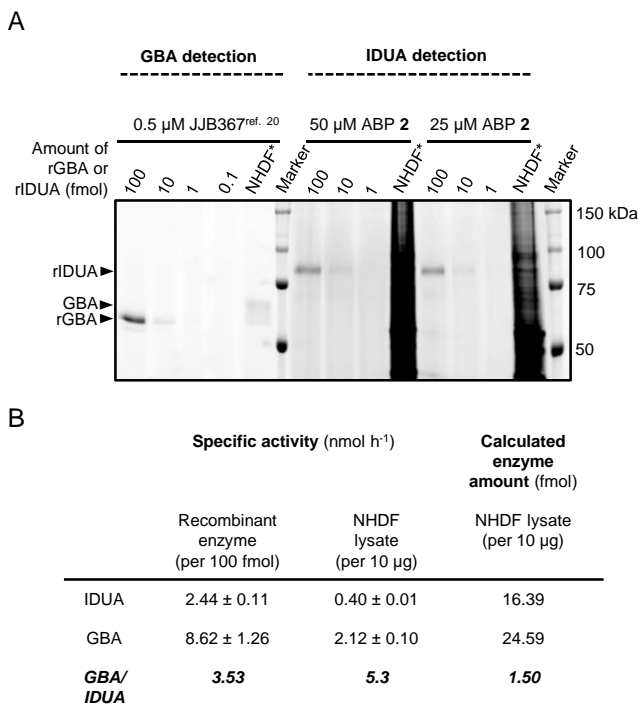 A
GBA detection IDUA detection
0.5 µM JJB367ref. 20 50 µM ABP 2 25 µM ABP 2
Amount of
rGBA or
rIDUA (fmol)
100 10 1 0.1 NHDF* Marker 100 10 1 NHDF* 100 10 1 NHDF* Marker
150 kDa
100
rIDUA
75
GBA
rGBA
50
B
Specific activity (nmol h-1) Calculated
enzyme
amount (fmol)
Recombinant NHDF NHDF lysate
enzyme lysate (per 10 µg)
(per 100 fmol) (per 10 µg)
IDUA 2.44 ± 0.11 0.40 ± 0.01 16.39
GBA 8.62 ± 1.26 2.12 ± 0.10 24.59
GBA/ 3.53 5.3 1.50
IDUA